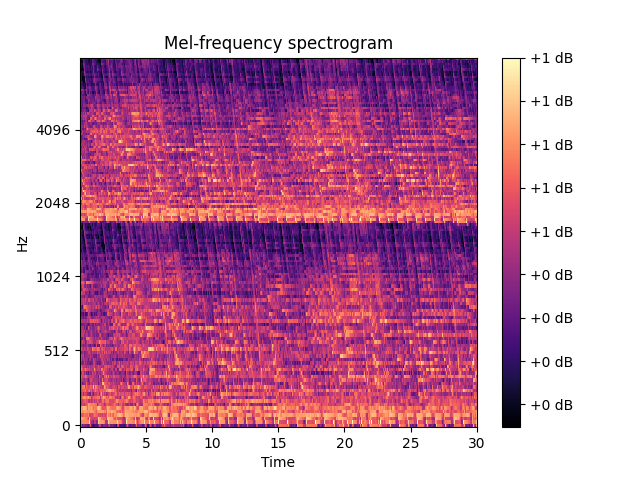 Mel-frequency spectrogram
Hz
4096
2048
1024
512
0
0 5 10 15 20 25 30
Time
+1 dB
+1 dB
+1 dB
+1 dB
+1 dB
+0 dB
+0 dB
+0 dB
+0 dB